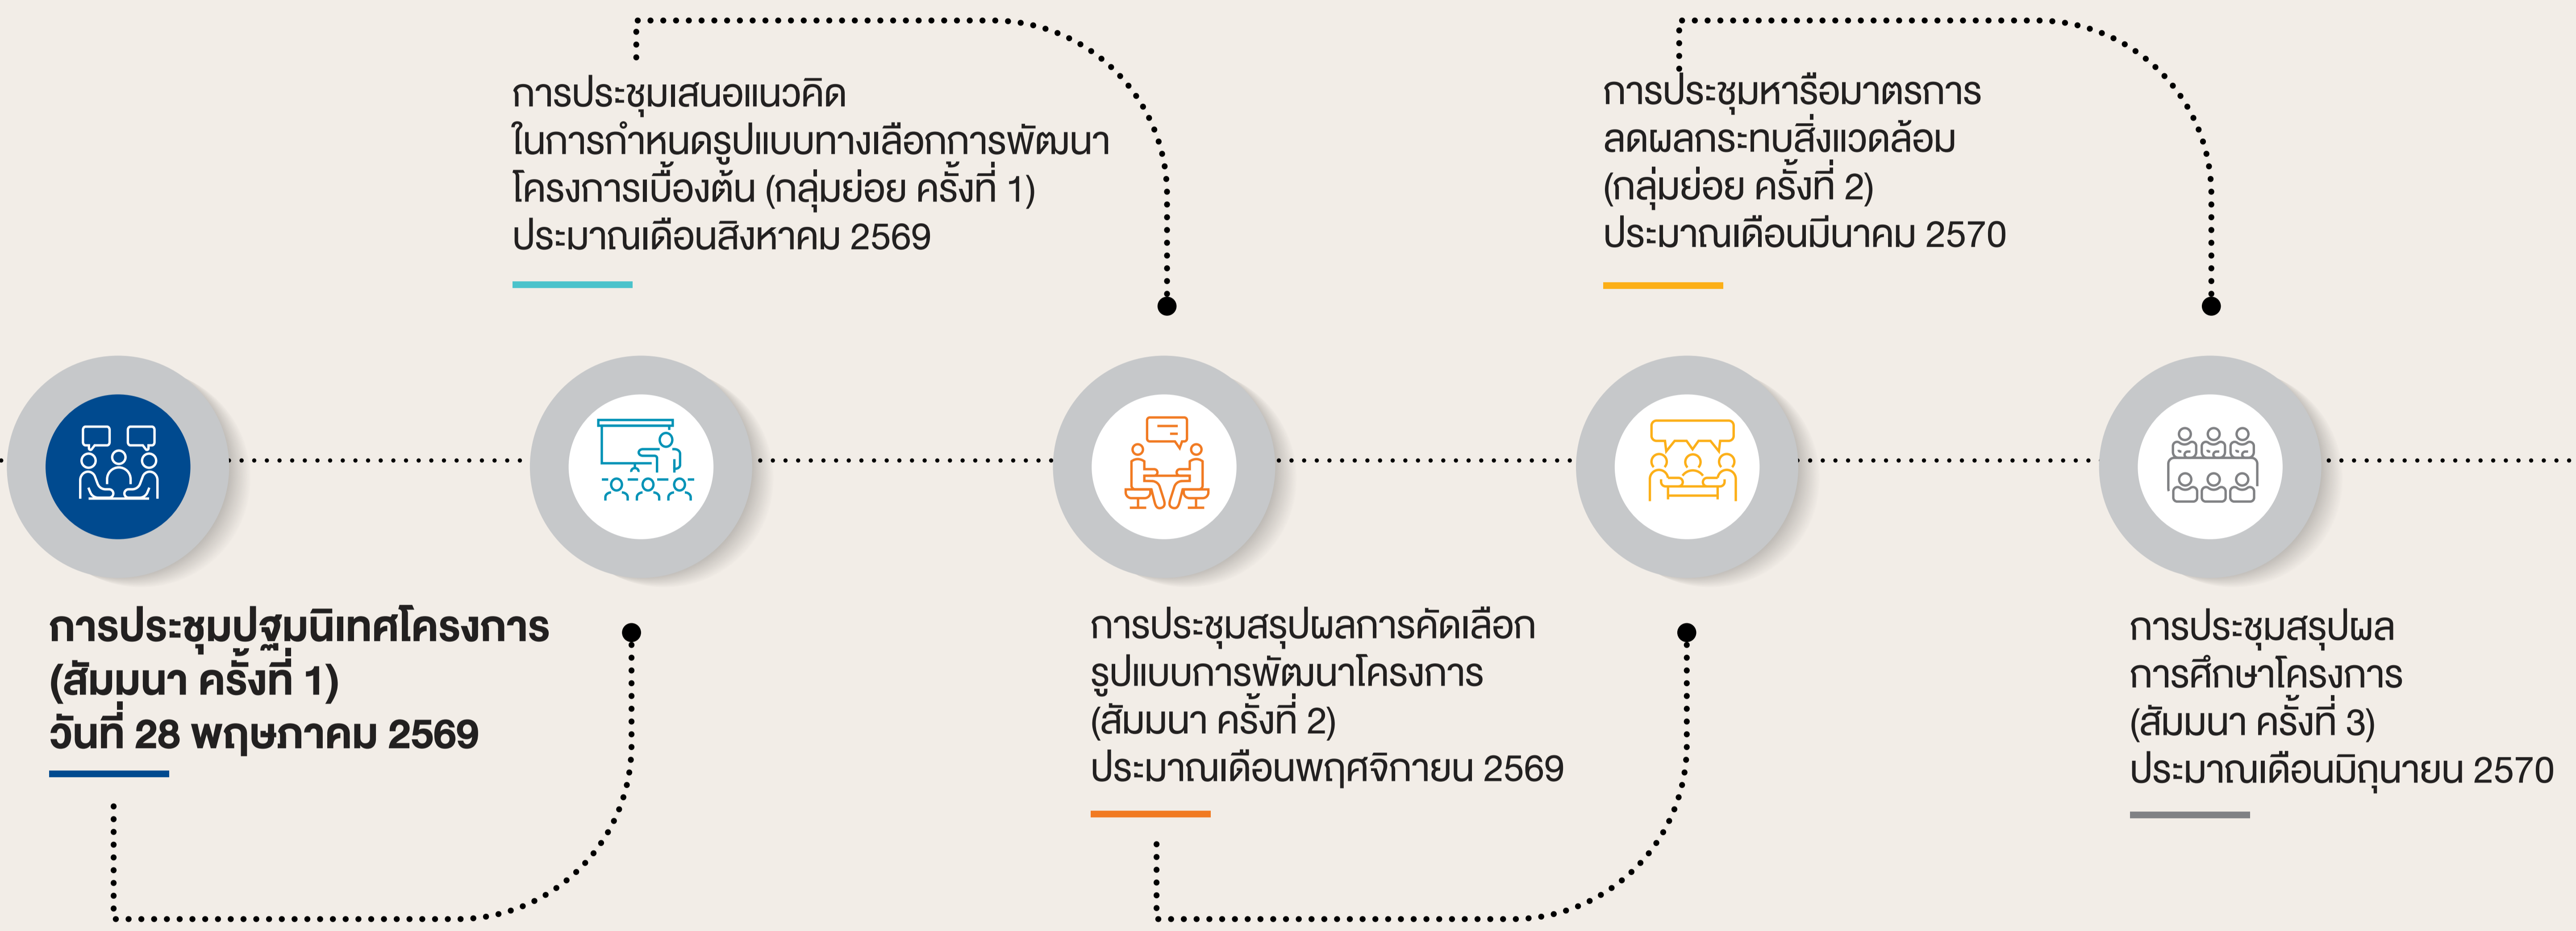 การประชุมปฐมนิเทศโครงการ
(สัมมนา ครั้งที่ 1)
วันที่ 28 พฤษภาคม 2569
การประชุมเสนอแนวคิด
ในการกำหนดรูปแบบทางเลือกการพัฒนา
โครงการเบื้องต้น (กลุ่มย่อย ครั้งที่ 1)
ประมาณเดือนสิงหาคม 2569
การประชุมสรุปผลการคัดเลือก
รูปแบบการพัฒนาโครงการ
(สัมมนา ครั้งที่ 2)
ประมาณเดือนพฤศจิกายน 2569
การประชุมหารือมาตรการ
ลดผลกระทบสิ่งแวดล้อม
(กลุ่มย่อย ครั้งที่ 2)
ประมาณเดือนมีนาคม 2570
การประชุมสรุปผล
การศึกษาโครงการ
(สัมมนา ครั้งที่ 3)
ประมาณเดือนมิถุนายน 2570